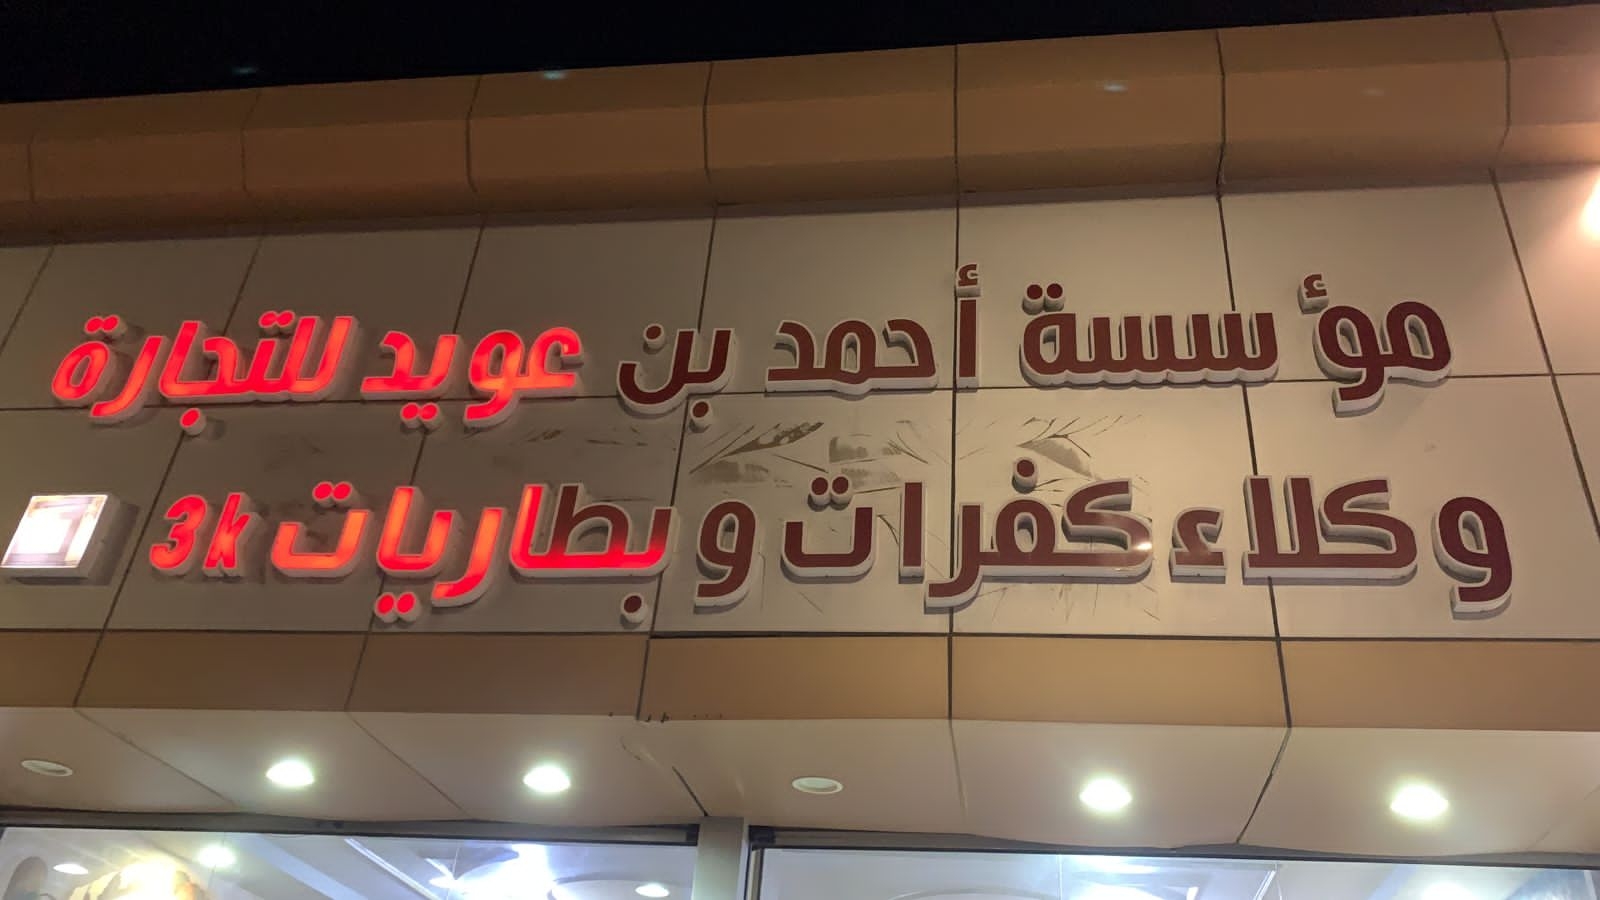 مؤسسة أحمد بن عويد للتجارة
وكلاء كفرات وبطاريات 3k